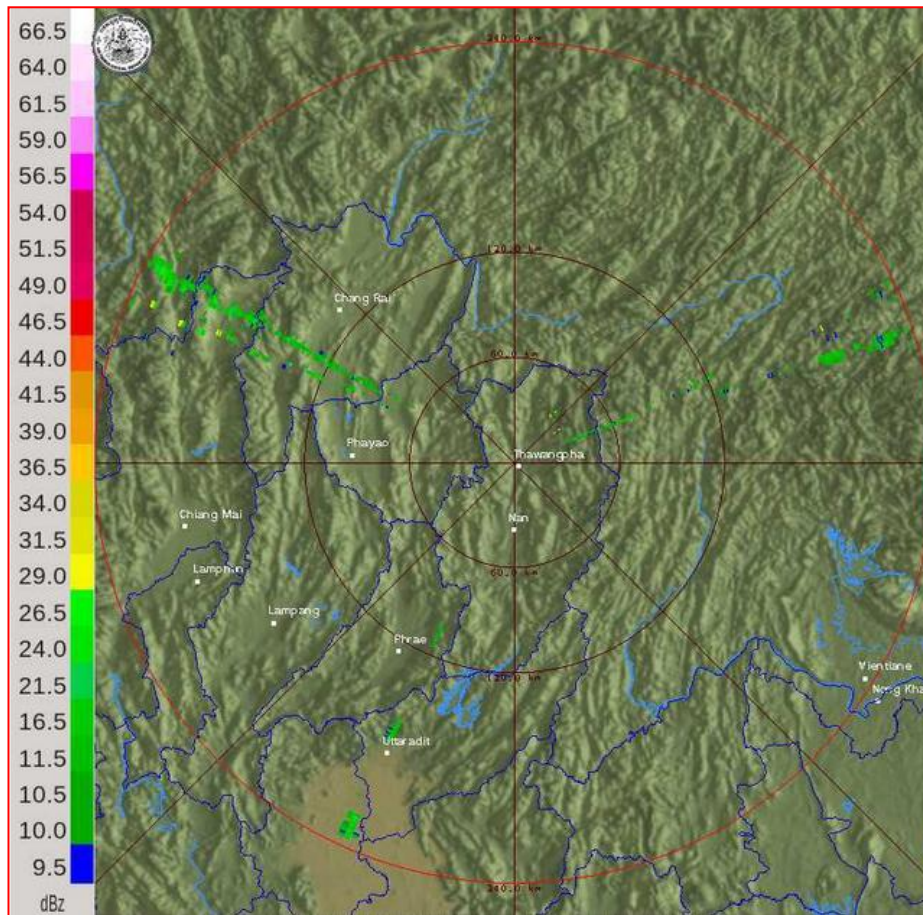 66.5
64.0
61.5
59.0
56.5
54.0
51.5
49.0
46.5
44.0
41.5
39.0
36.5
34.0
31.5
29.0
26.5
24.0
21.5
16.5
11.5
10.5
10.0
9.5
dBz
240.0 km
120.0 km
Chang Rai
60.0 km
Phayao
Thawangpha
Chiang Mai
Nan
60.0 km
Lamphun
Lampang
Phrae
120.0 km
Vientiane
Nong Kha
Uttaradit
240.0 km